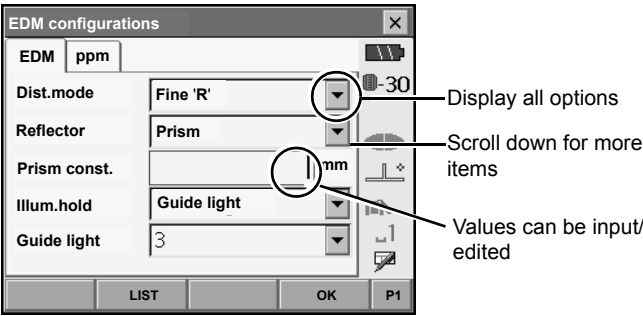 EDM configurations
EDM ppm
Dist.mode Fine 'R'
-30
Display all options
Reflector Prism
Scroll down for more
items
Prism const. mm
Illum.hold Guide light
Values can be input/
edited
Guide light 3
1
LIST OK P1